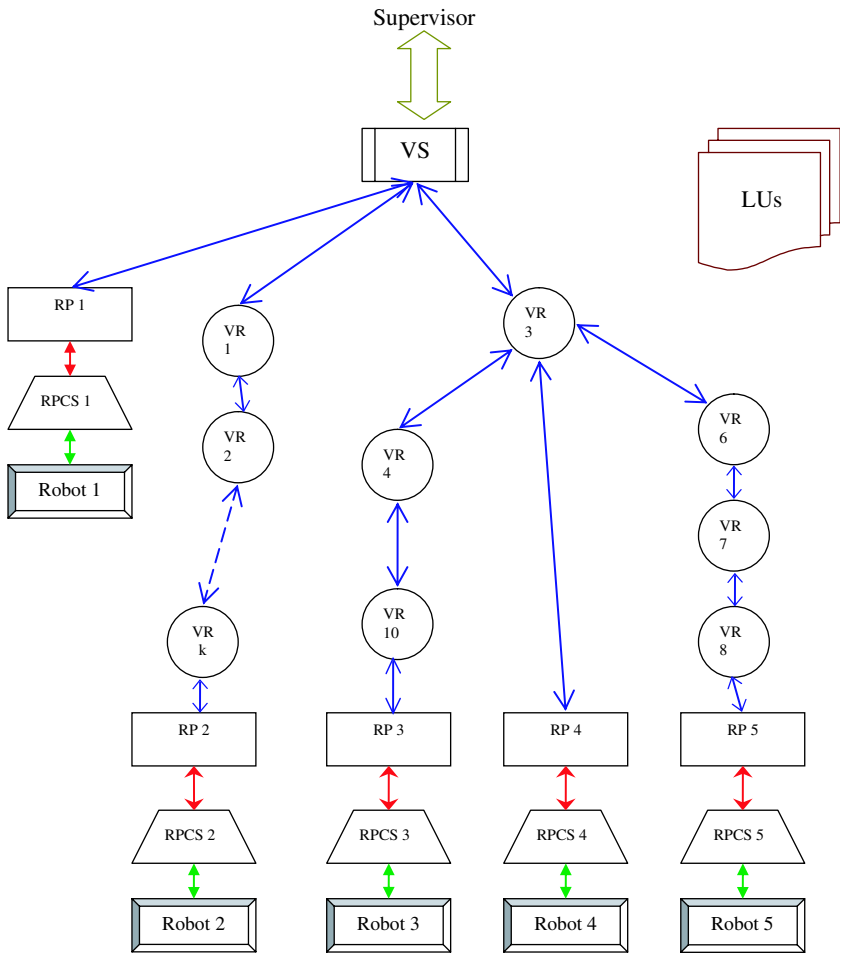 Supervisor
VS
LUs
RP 1
VR
1
VR
3
RPCS 1
VR
2
VR
4
VR
6
Robot 1
VR
7
VR
k
VR
10
VR
8
RP 2
RP 3
RP 4
RP 5
RPCS 2
RPCS 3
RPCS 4
RPCS 5
Robot 2
Robot 3
Robot 4
Robot 5